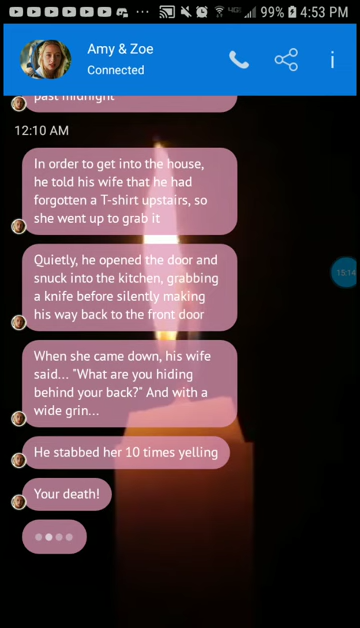 99% 4:53 PM
Amy & Zoe
Connected
past midnight
12:10 AM
In order to get into the house,
he told his wife that he had
forgotten a T-shirt upstairs, so
she went up to grab it
Quietly, he opened the door and
snuck into the kitchen, grabbing
a knife before silently making
his way back to the front door
15:14
When she came down, his wife
said... "What are you hiding
behind your back?" And with a
wide grin...
He stabbed her 10 times yelling
Your death!